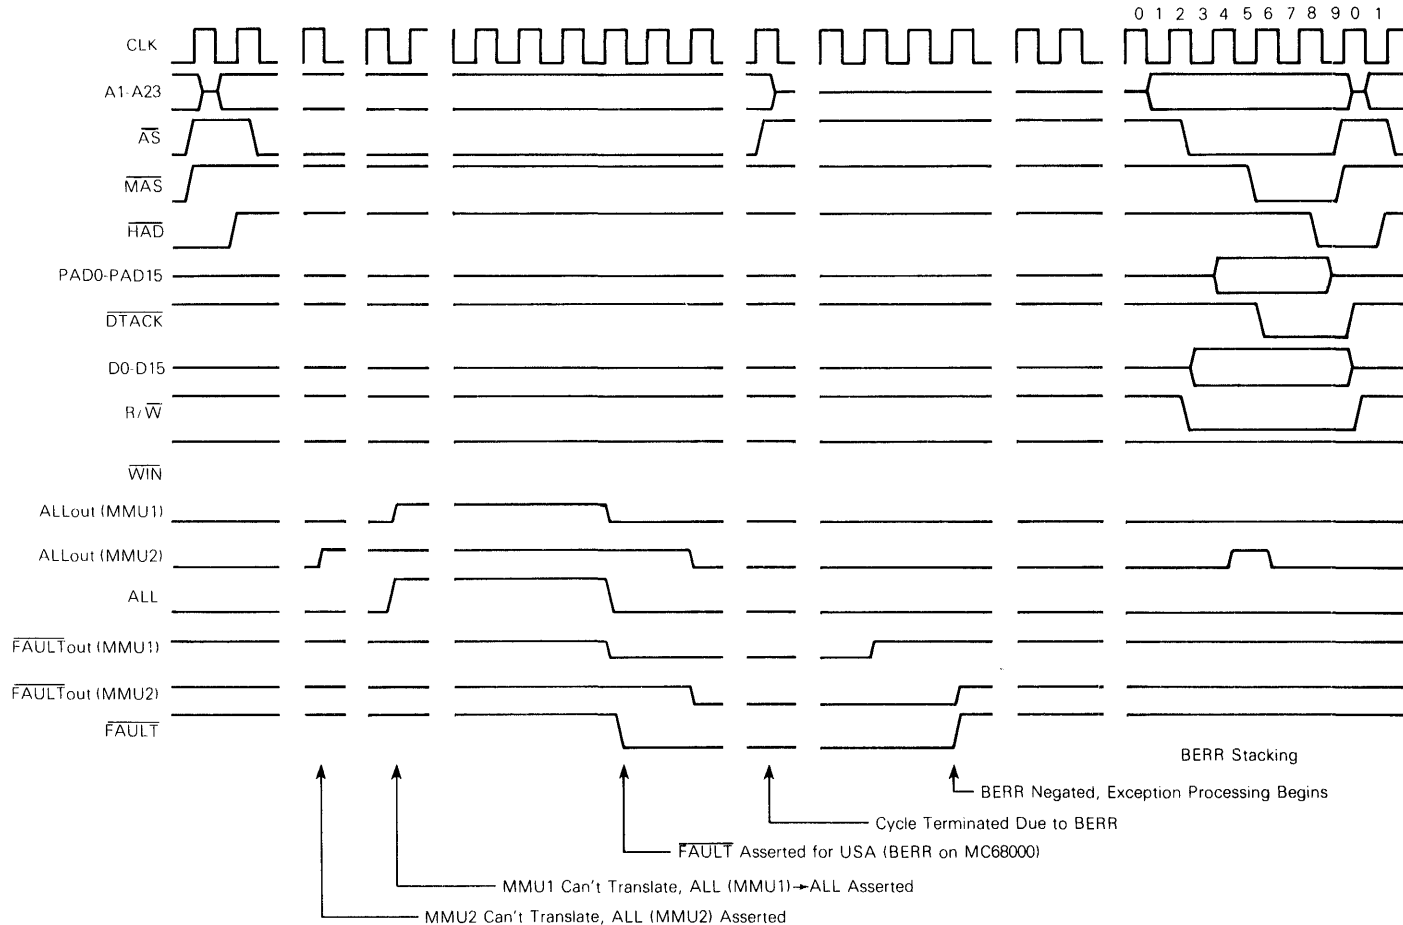 0 1 2 3 4 5 6 7 8 9 0 1
CLK
A1-A23
AS
MAS
HAD
PAD0-PAD15
DTACK
D0-D15
R/W
WIN
ALLout (MMU1)
ALLout (MMU2)
ALL
FAULTout (MMU1)
FAULTout (MMU2)
FAULT
BERR Stacking
BERR Negated, Exception Processing Begins
Cycle Terminated Due to BERR
FAULT Asserted for USA (BERR on MC68000)
MMU1 Can't Translate, ALL (MMU1)→ALL Asserted
MMU2 Can't Translate, ALL (MMU2) Asserted